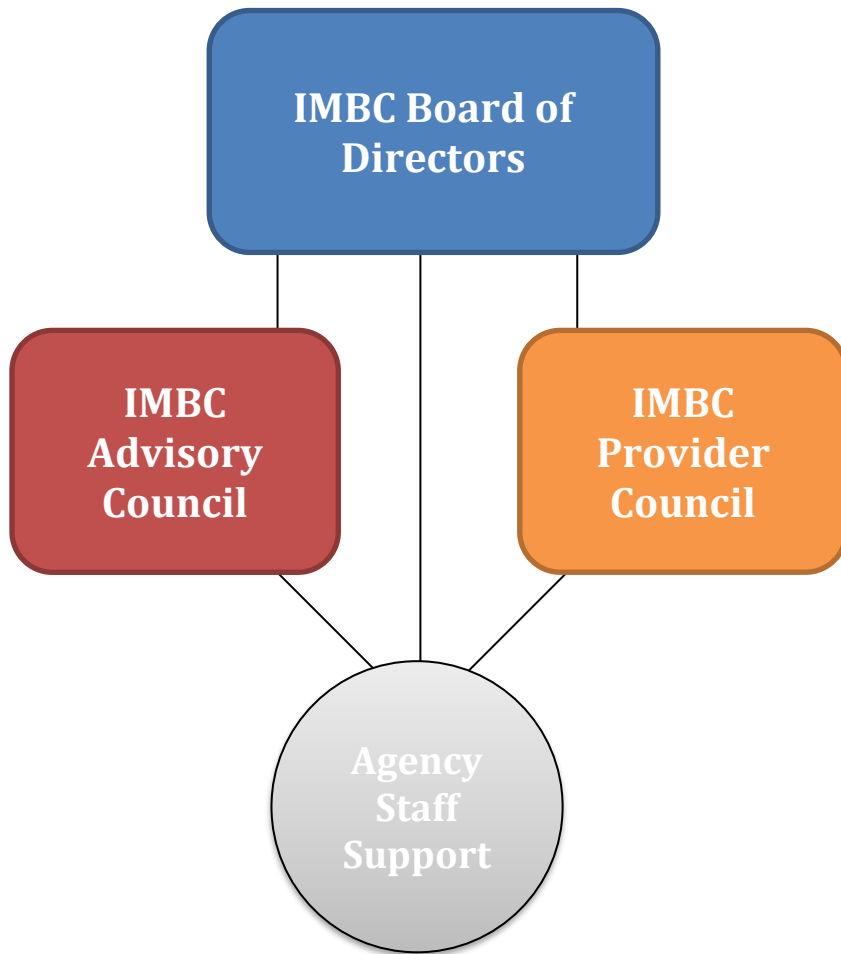 IMBC Board of
Directors
IMBC
Advisory
Council
IMBC
Provider
Council
Agency
Staff
Support